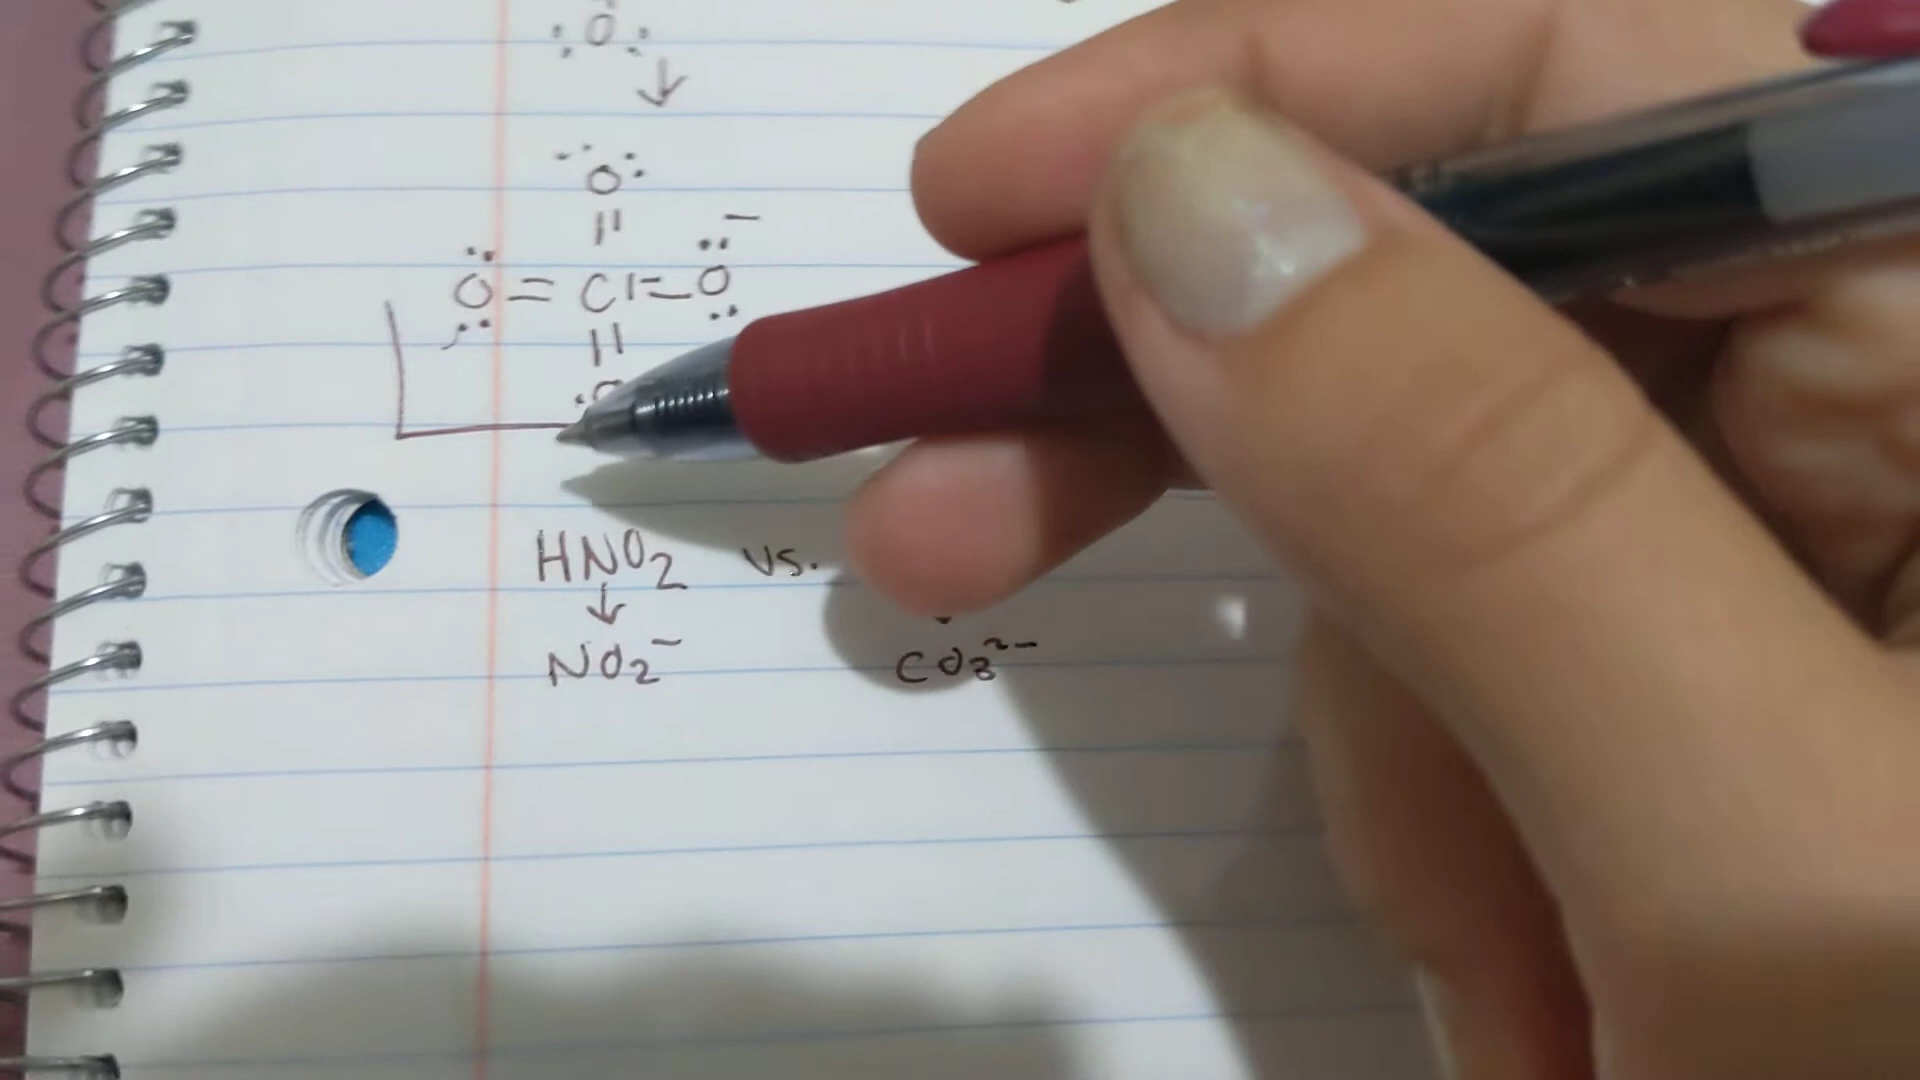 O
↓
O
||
O = Cl = O⁻
||
O
HNO₂ vs.
↓
NO₂⁻ CO₃²⁻